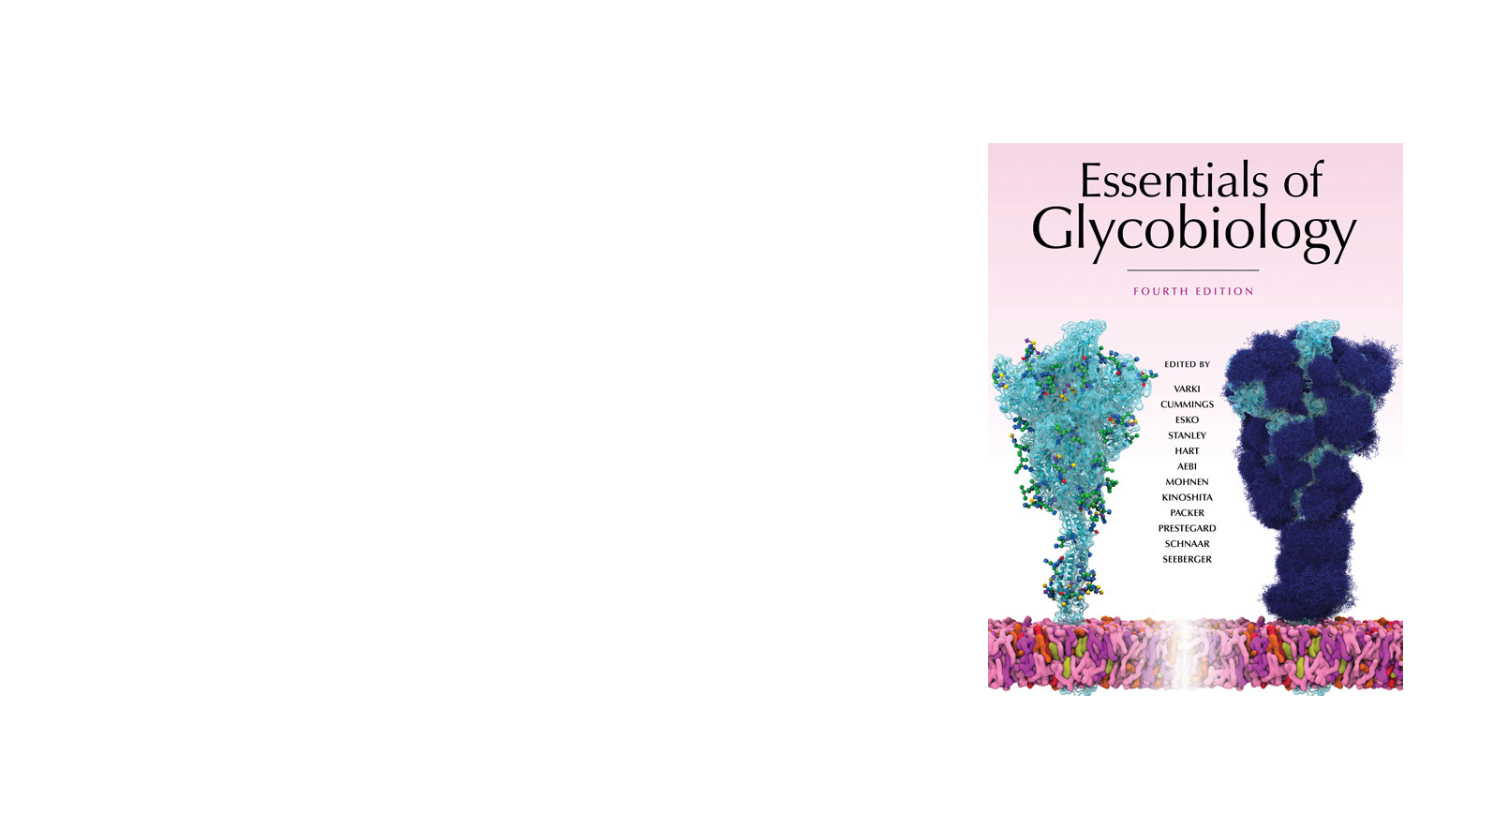 Essentials of
Glycobiology
FOURTH EDITION
EDITED BY
VARKI
CUMMINGS
ESKO
STANLEY
HART
AEBI
MOHNEN
KINOSHITA
PACKER
PRESTEGARD
SCHNAAR
SEEBERGER